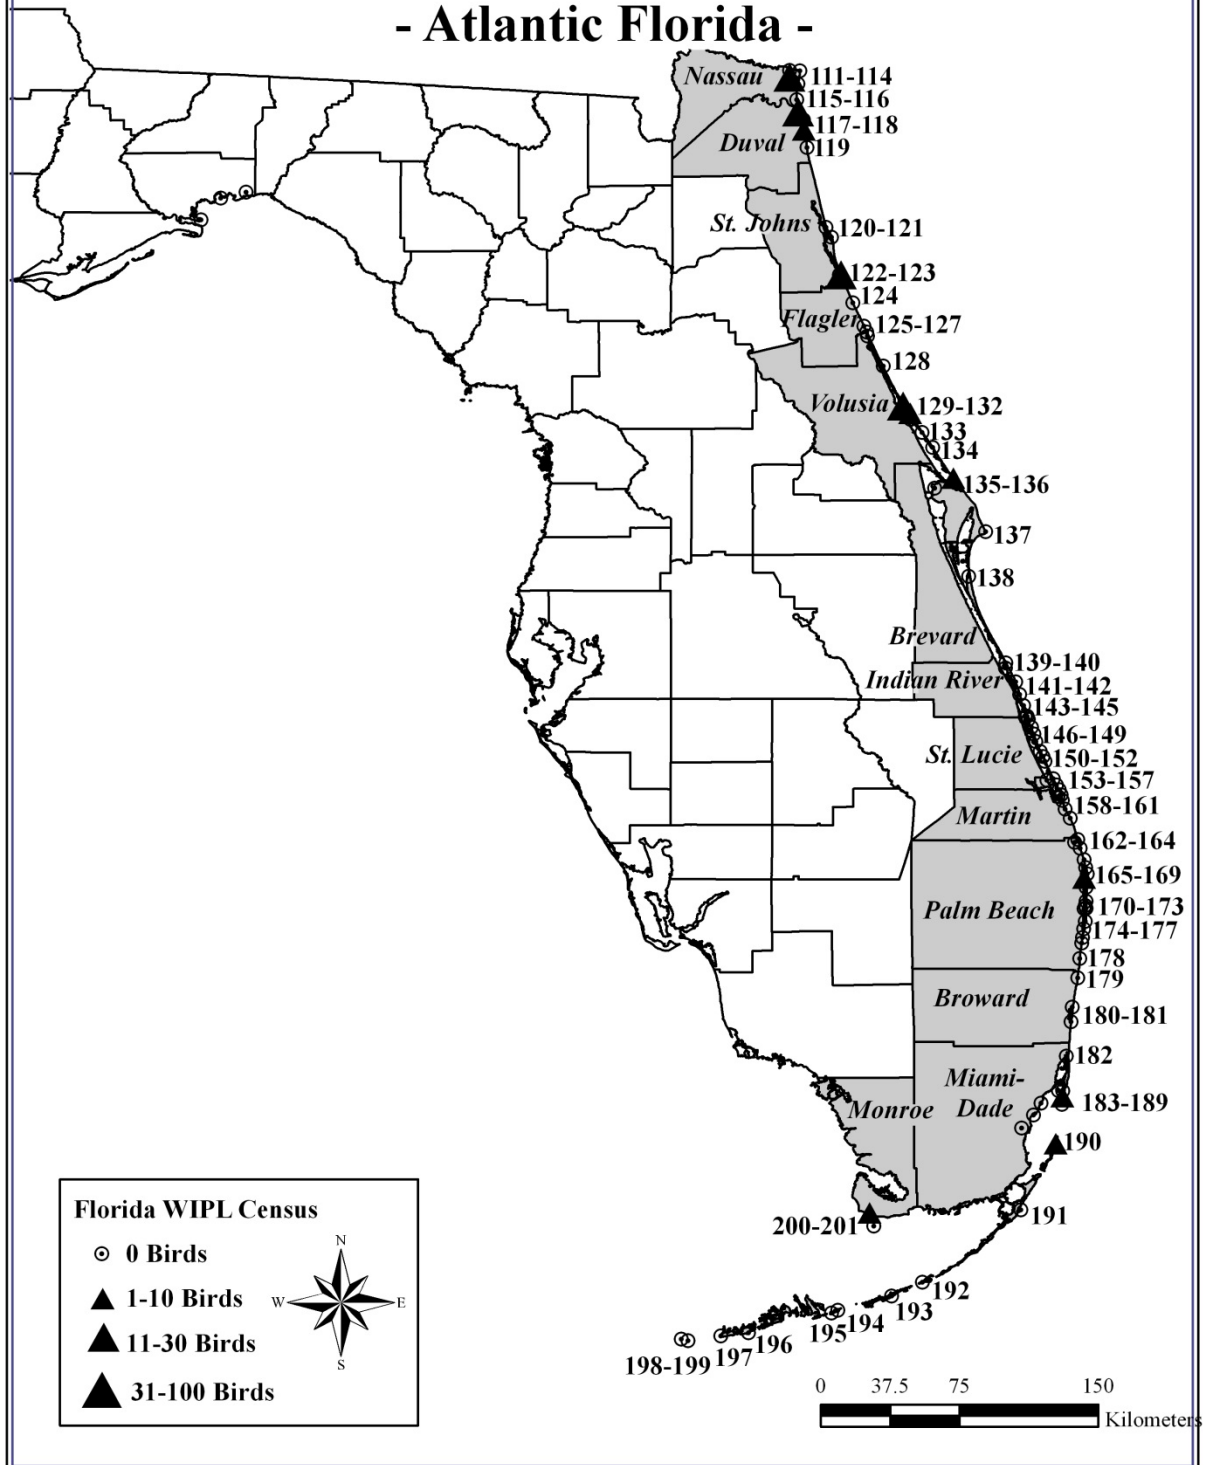 - Atlantic Florida -
Nassau
111-114
115-116
117-118
Duval
119
St. Johns
120-121
122-123
124
Flagler
125-127
128
Volusia
129-132
133
134
135-136
137
138
Brevard
139-140
Indian River
141-142
143-145
146-149
St. Lucie
150-152
153-157
158-161
Martin
162-164
165-169
Palm Beach
170-173
174-177
178
179
Broward
180-181
182
Miami-
Dade
183-189
Monroe
190
191
200-201
192
193
194
195
196
197
198-199
Florida WIPL Census
0 Birds
1-10 Birds
11-30 Birds
31-100 Birds
N
W
E
S
0 37.5 75 150
Kilometers